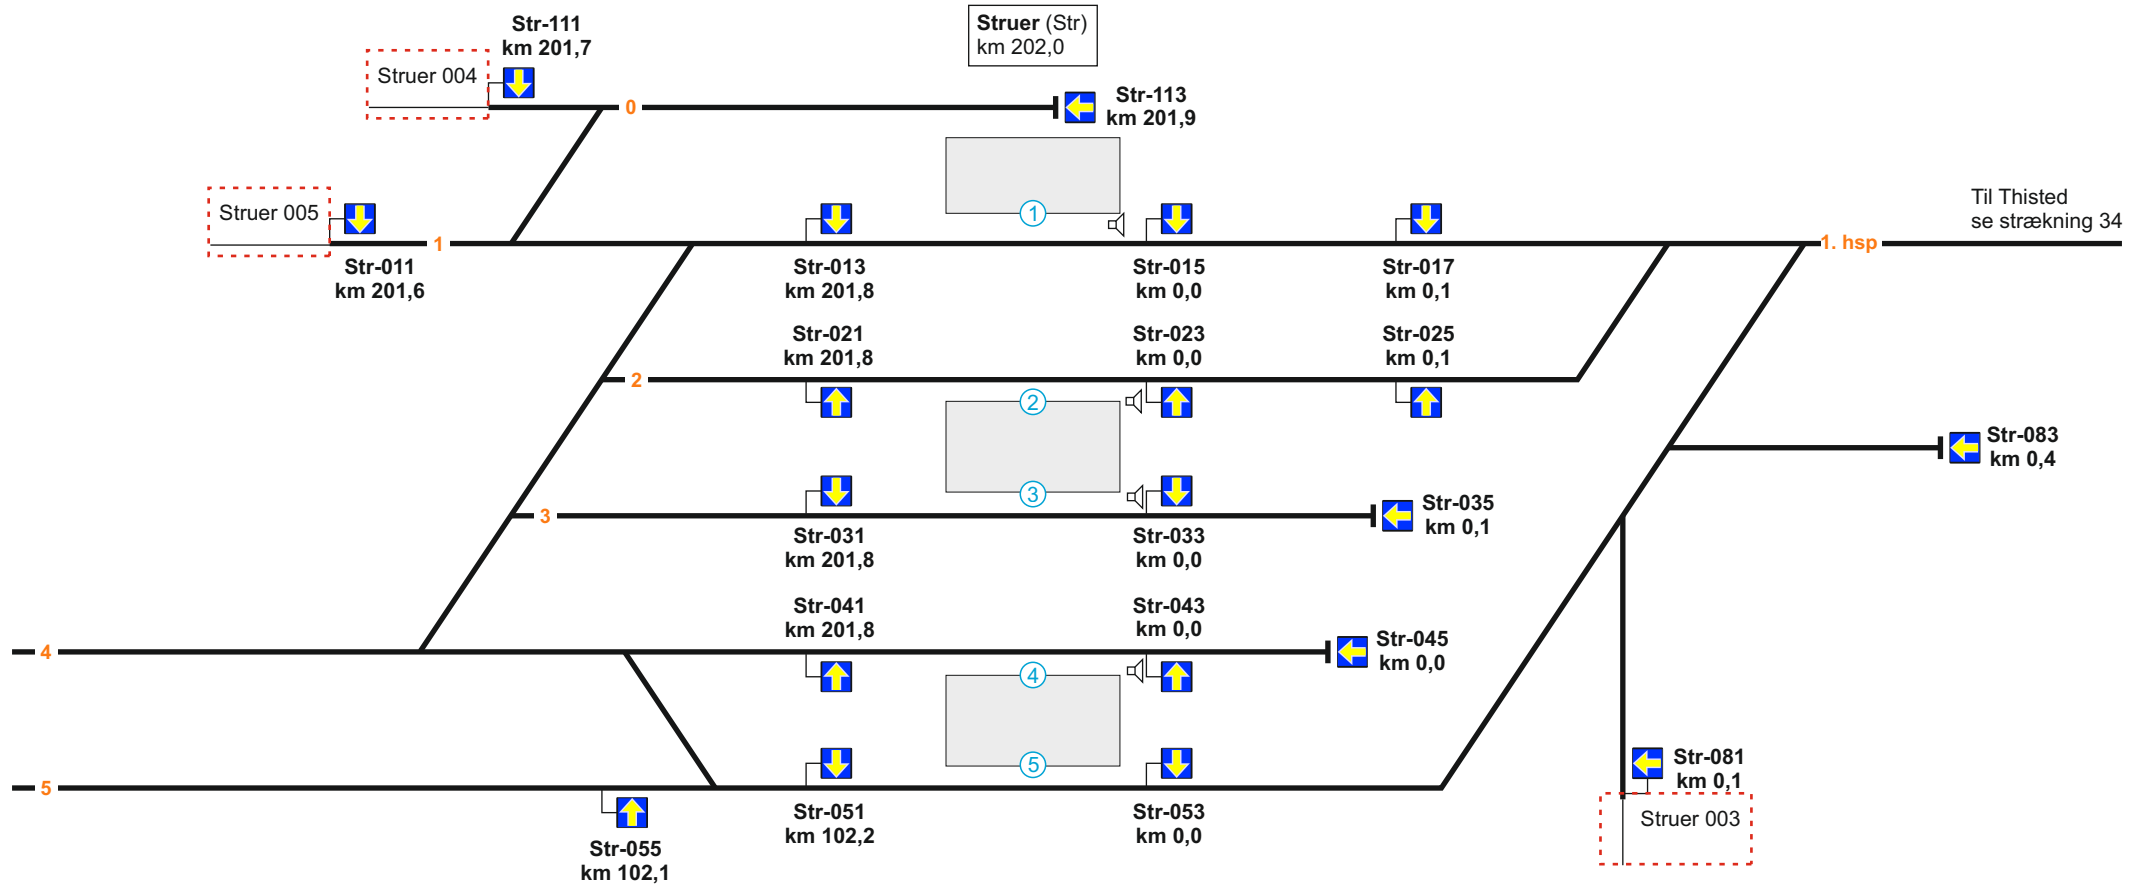 Str-111
km 201,7
Struer (Str)
km 202,0
Struer 004
0
Str-113
km 201,9
Struer 005
1
1
Til Thisted
se strækning 34
1. hsp
Str-011
km 201,6
Str-013
km 201,8
Str-015
km 0,0
Str-017
km 0,1
Str-021
km 201,8
Str-023
km 0,0
Str-025
km 0,1
2
2
Str-083
km 0,4
3
3
Str-035
km 0,1
Str-031
km 201,8
Str-033
km 0,0
Str-041
km 201,8
Str-043
km 0,0
4
4
Str-045
km 0,0
5
5
Str-081
km 0,1
Struer 003
Str-051
km 102,2
Str-053
km 0,0
Str-055
km 102,1